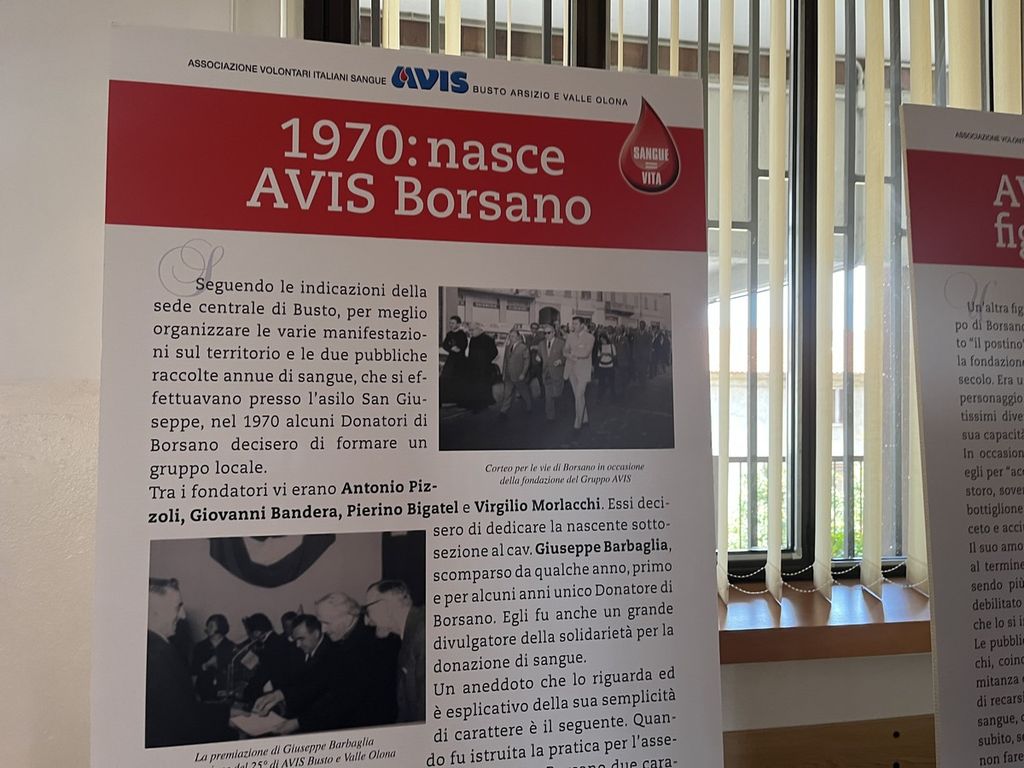 ASSOCIAZIONE VOLONTARI ITALIANI SANGUE AVIS BUSTO ARSIZIO E VALLE OLONA
1970: nasce
AVIS Borsano
SANGUE
=
VITA
Seguendo le indicazioni della
sede centrale di Busto, per meglio
organizzare le varie manifestazio-
ni sul territorio e le due pubbliche
raccolte annue di sangue, che si ef-
fettuavano presso l'asilo San Giu-
seppe, nel 1970 alcuni Donatori di
Borsano decisero di formare un
gruppo locale.
Corteo per le vie di Borsano in occasione
della fondazione del Gruppo AVIS
Tra i fondatori vi erano Antonio Piz-
zoli, Giovanni Bandera, Pierino Bigatel e Virgilio Morlacchi. Essi deci-
sero di dedicare la nascente sotto-
sezione al cav. Giuseppe Barbaglia,
scomparso da qualche anno, primo
e per alcuni anni unico Donatore di
Borsano. Egli fu anche un grande
divulgatore della solidarietà per la
donazione di sangue.
Un aneddoto che lo riguarda ed
è esplicativo della sua semplicità
di carattere è il seguente. Quan-
do fu istruita la pratica per l'asse-
Borsano due cara-
La premiazione di Giuseppe Barbaglia
del 25° di AVIS Busto e Valle Olona
ASSOCIAZIONE
AV
fig
Un'altra fig
po di Borsano
to "il postino"
la fondazione
secolo. Era u
personaggio
tissimi dive
sua capacità
In occasion
egli per "ac
storo, sove
bottiglione
ceto e acci
Il suo amo
al termine
sendo più
debilitato
che lo si i
Le pubbli
chi, coinc
mitanza
di recars
sangue,
subito, s
non fare